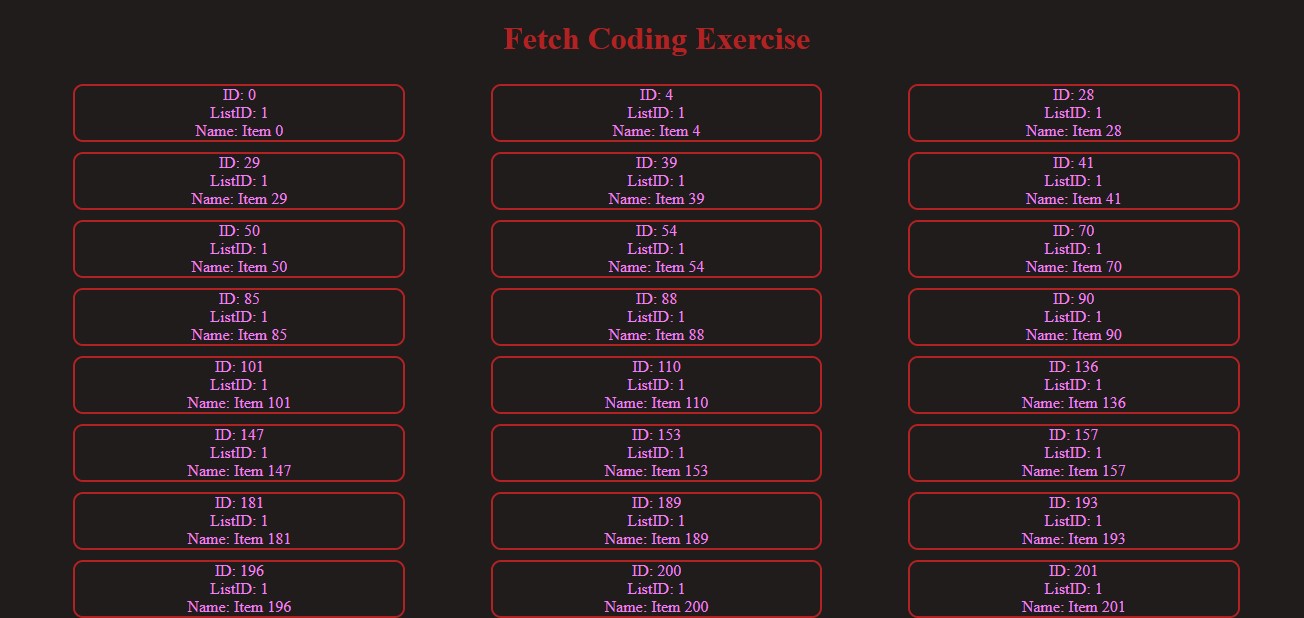 Fetch Coding Exercise
ID: 0
ListID: 1
Name: Item 0
ID: 4
ListID: 1
Name: Item 4
ID: 28
ListID: 1
Name: Item 28
ID: 29
ListID: 1
Name: Item 29
ID: 39
ListID: 1
Name: Item 39
ID: 41
ListID: 1
Name: Item 41
ID: 50
ListID: 1
Name: Item 50
ID: 54
ListID: 1
Name: Item 54
ID: 70
ListID: 1
Name: Item 70
ID: 85
ListID: 1
Name: Item 85
ID: 88
ListID: 1
Name: Item 88
ID: 90
ListID: 1
Name: Item 90
ID: 101
ListID: 1
Name: Item 101
ID: 110
ListID: 1
Name: Item 110
ID: 136
ListID: 1
Name: Item 136
ID: 147
ListID: 1
Name: Item 147
ID: 153
ListID: 1
Name: Item 153
ID: 157
ListID: 1
Name: Item 157
ID: 181
ListID: 1
Name: Item 181
ID: 189
ListID: 1
Name: Item 189
ID: 193
ListID: 1
Name: Item 193
ID: 196
ListID: 1
Name: Item 196
ID: 200
ListID: 1
Name: Item 200
ID: 201
ListID: 1
Name: Item 201